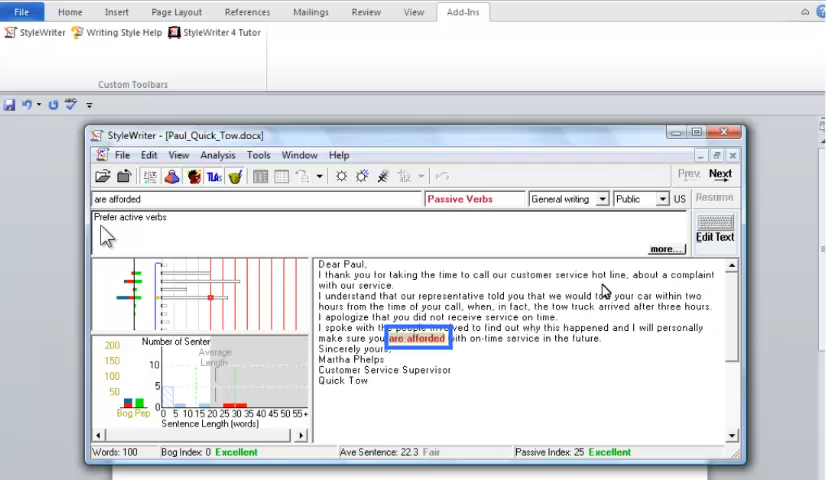 File Home Insert Page Layout References Mailings Review View Add-Ins
StyleWriter Writing Style Help StyleWriter 4 Tutor
Custom Toolbars
StyleWriter - [Paul_Quick_Tow.docx]
File Edit View Analysis Tools Window Help
TLAs Prev. Next
are afforded Passive Verbs General writing Public US Resume
Prefer active verbs
more...
Edit Text
Dear Paul,
I thank you for taking the time to call our customer service hot line, about a complaint
with our service.
I understand that our representative told you that we would tow your car within two
hours from the time of your call, when, in fact, the tow truck arrived after three hours.
I apologize that you did not receive service on time.
I spoke with the people involved to find out why this happened and I will personally
make sure you are afforded with on-time service in the future.
Sincerely yours,
Martha Phelps
Customer Service Supervisor
Quick Tow
200
150
100
50
Bog Pep
Number of Senter
Average
Length
10
5
0 5 10 15 20 25 30 35 40 45 50 55+
Sentence Length (words)
Words: 100 Bog Index: 0 Excellent Ave Sentence: 22.3 Fair Passive Index: 25 Excellent